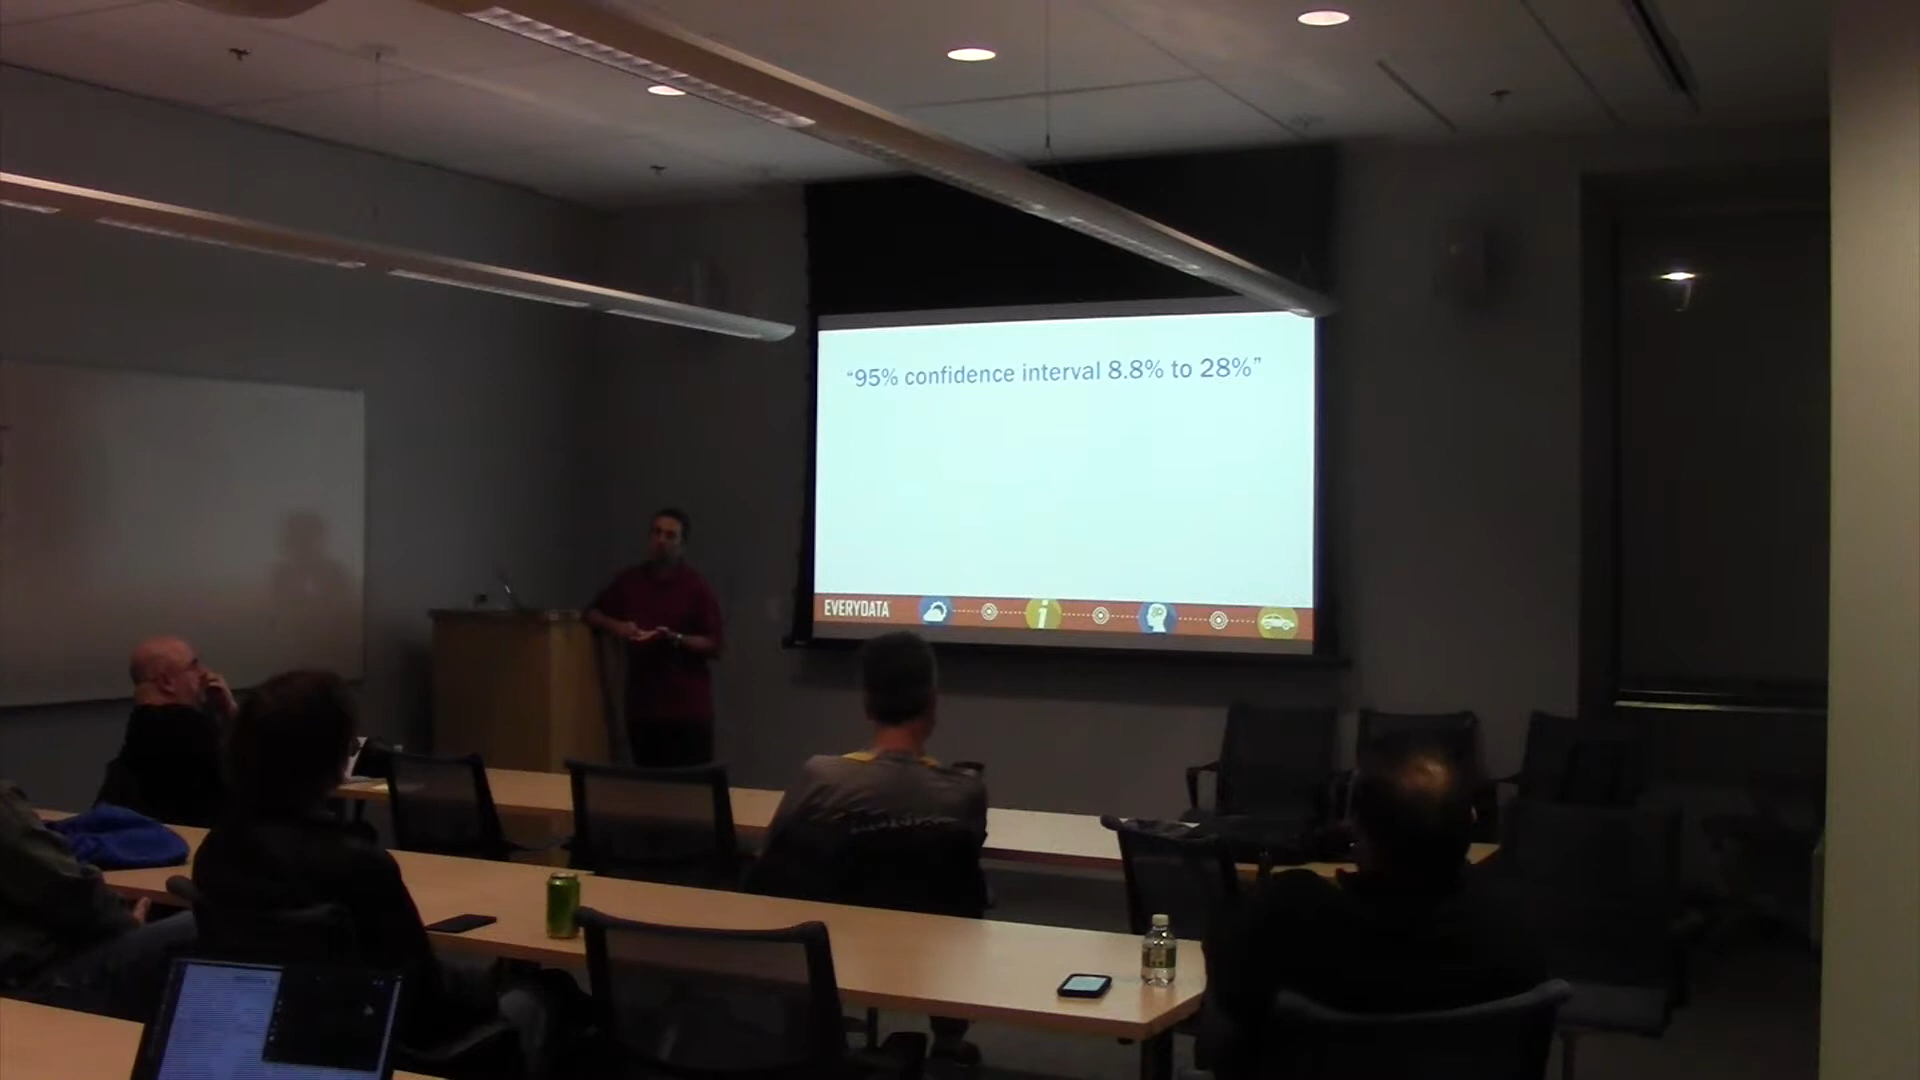 “95% confidence interval 8.8% to 28%”
EVERYDATA